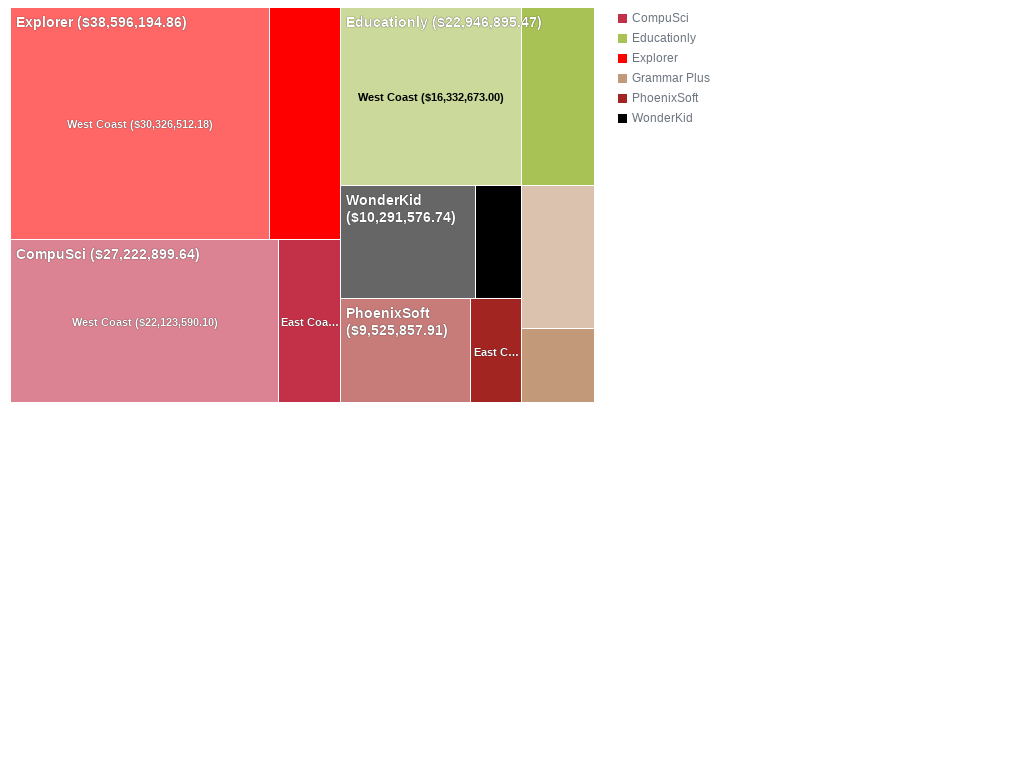 Explorer ($38,596,194.86)
West Coast ($30,326,512.18)
Educationly ($22,946,895.47)
West Coast ($16,332,673.00)
WonderKid
($10,291,576.74)
CompuSci ($27,222,899.64)
West Coast ($22,123,590.10)
East Coa…
PhoenixSoft
($9,525,857.91)
East C…
CompuSci
Educationly
Explorer
Grammar Plus
PhoenixSoft
WonderKid